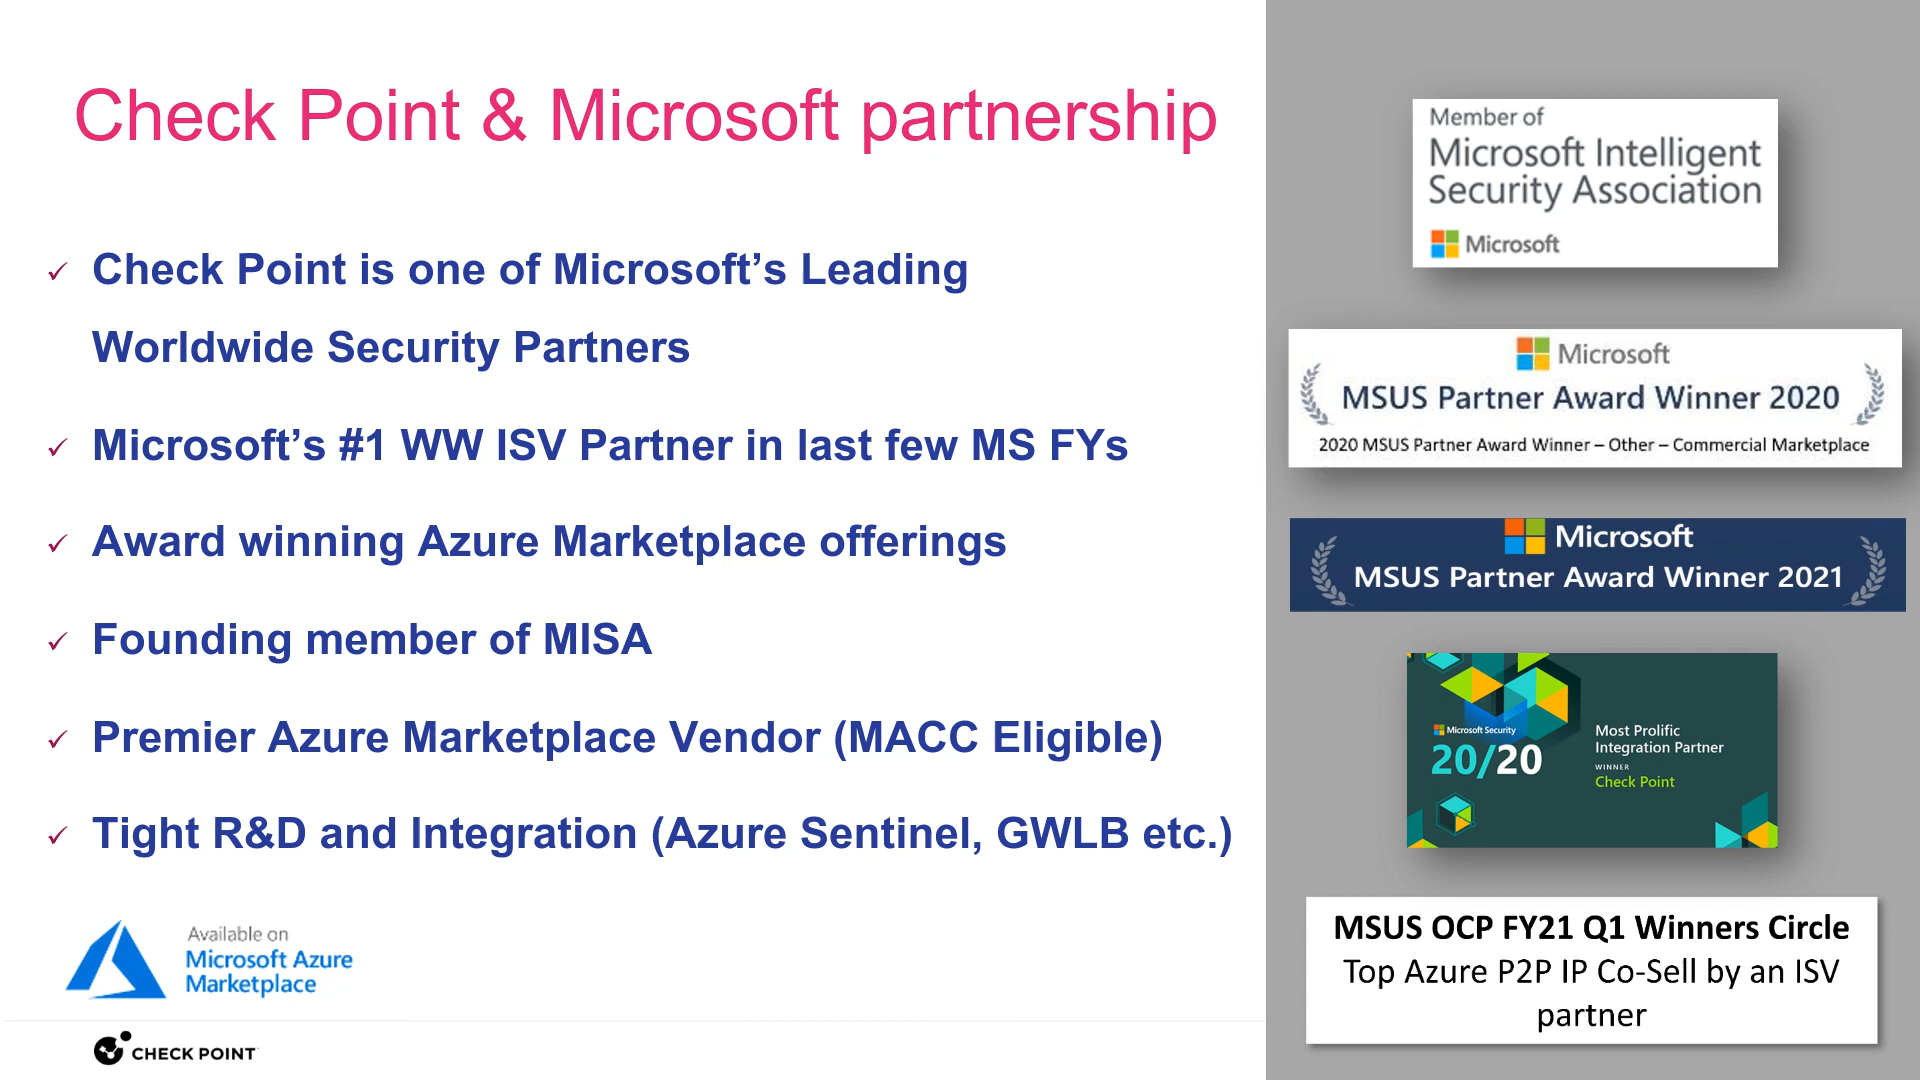 Check Point & Microsoft partnership
✓ Check Point is one of Microsoft’s Leading
Worldwide Security Partners
✓ Microsoft’s #1 WW ISV Partner in last few MS FYs
✓ Award winning Azure Marketplace offerings
✓ Founding member of MISA
✓ Premier Azure Marketplace Vendor (MACC Eligible)
✓ Tight R&D and Integration (Azure Sentinel, GWLB etc.)
Available on
Microsoft Azure
Marketplace
CHECK POINT
Member of
Microsoft Intelligent
Security Association
Microsoft
Microsoft
MSUS Partner Award Winner 2020
2020 MSUS Partner Award Winner – Other – Commercial Marketplace
Microsoft
MSUS Partner Award Winner 2021
Microsoft Security
20/20
Most Prolific
Integration Partner
WINNER
Check Point
MSUS OCP FY21 Q1 Winners Circle
Top Azure P2P IP Co-Sell by an ISV
partner